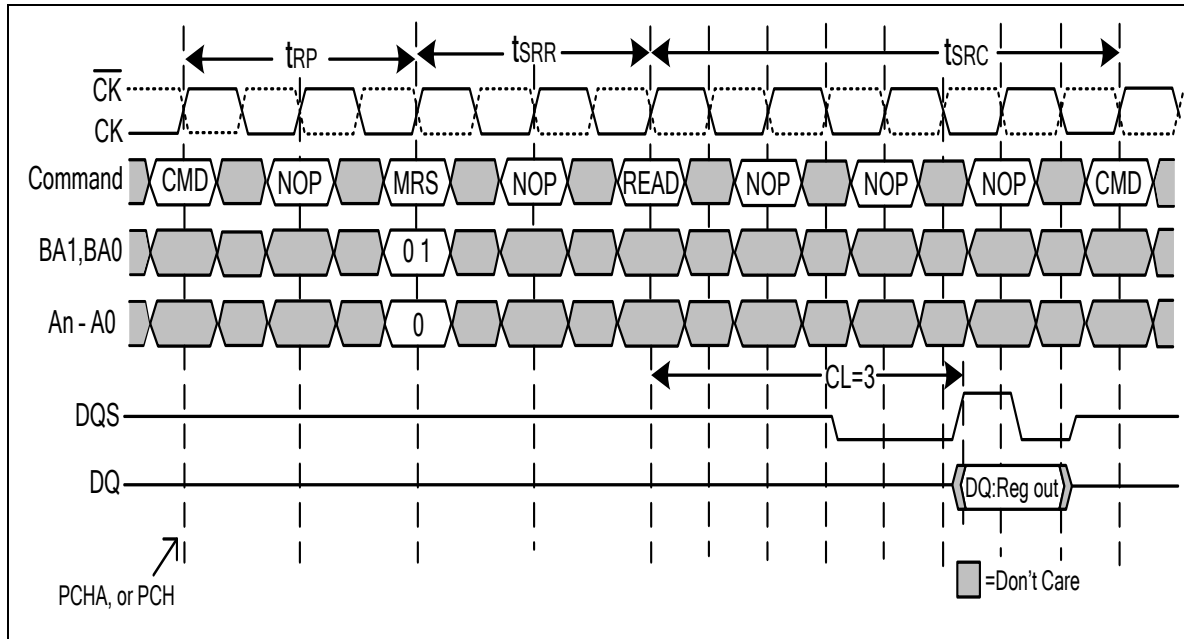 tRP tSRR tSRC
CK
CK
Command CMD NOP MRS NOP READ NOP NOP NOP CMD
BA1,BA0 0 1
An - A0 0
CL=3
DQS
DQ DQ:Reg out
PCHA, or PCH
=Don't Care